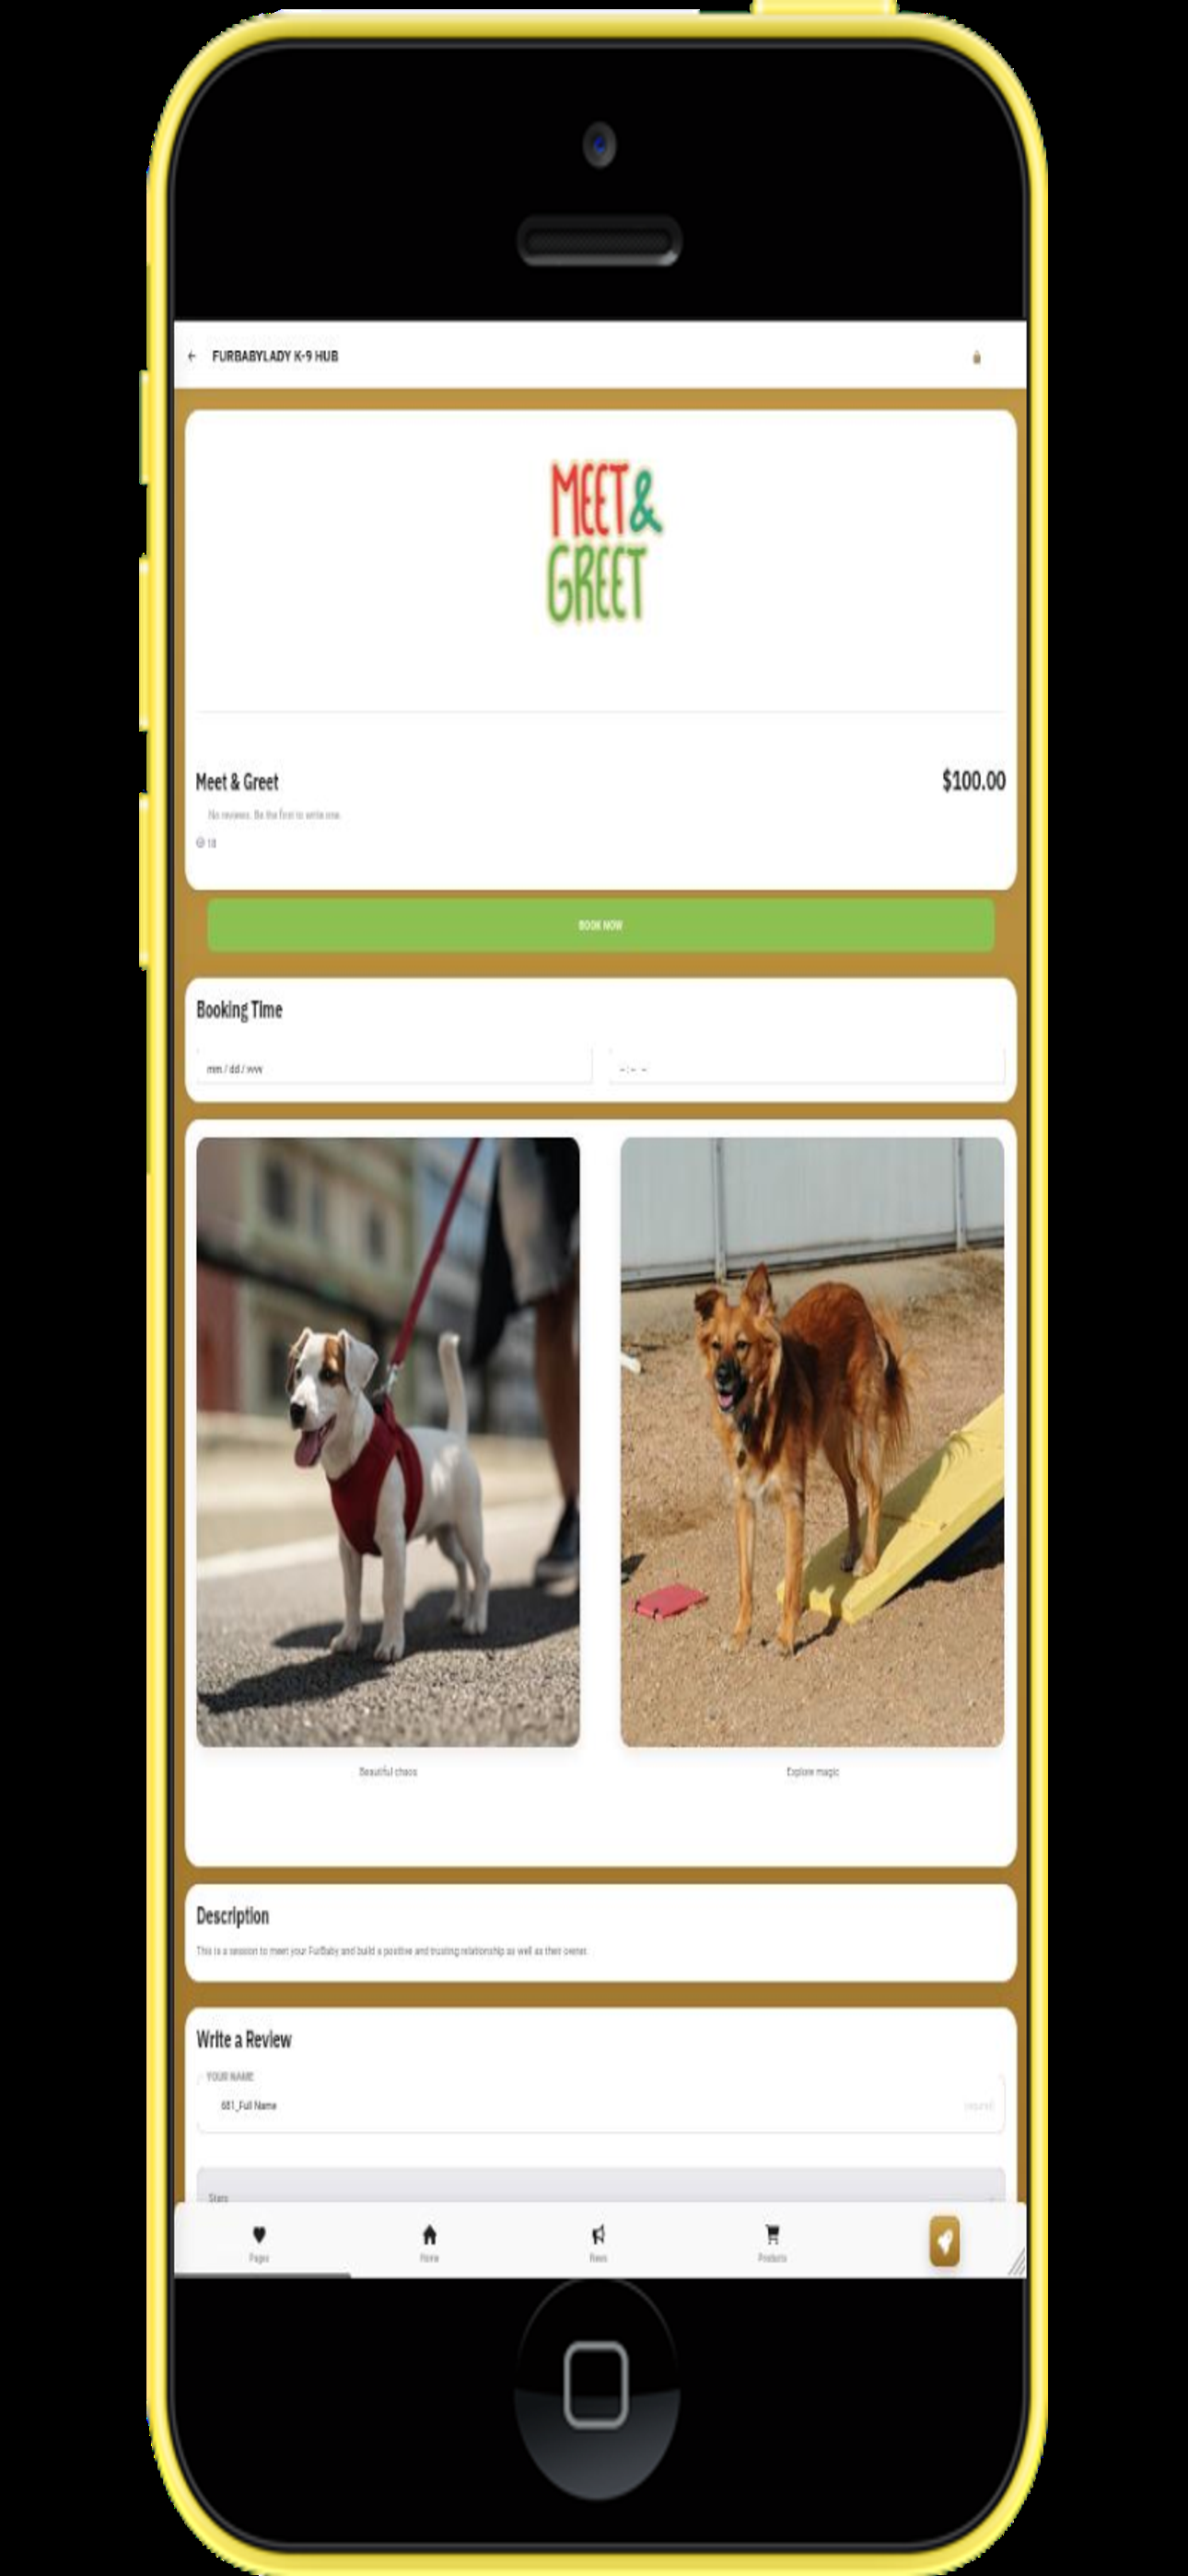 FURBABYLADY K-9 HUB
MEET &
GREET
Meet & Greet
$100.00
No reviews. Be the first to write one.
18
BOOK NOW
Booking Time
mm / dd / yyyy
--:-- --
Beautiful chaos
Explore magic
Description
This is a session to meet your FurBaby and build a positive and trusting relationship as well as their owner.
Write a Review
YOUR NAME
681_Full Name
required
Stars
Pages
Home
News
Products